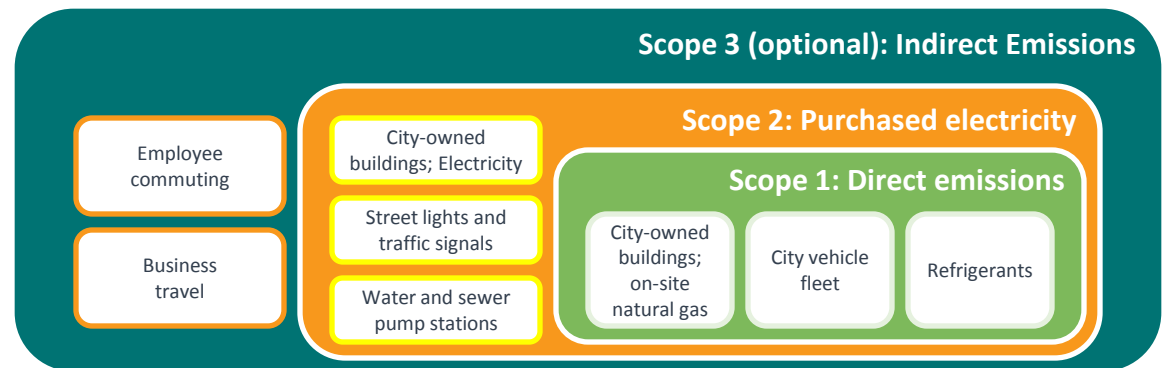 Scope 3 (optional): Indirect Emissions
Employee
commuting
Business
travel
Scope 2: Purchased electricity
City-owned
buildings; Electricity
Street lights and
traffic signals
Water and sewer
pump stations
Scope 1: Direct emissions
City-owned
buildings;
on-site
natural gas
City vehicle
fleet
Refrigerants